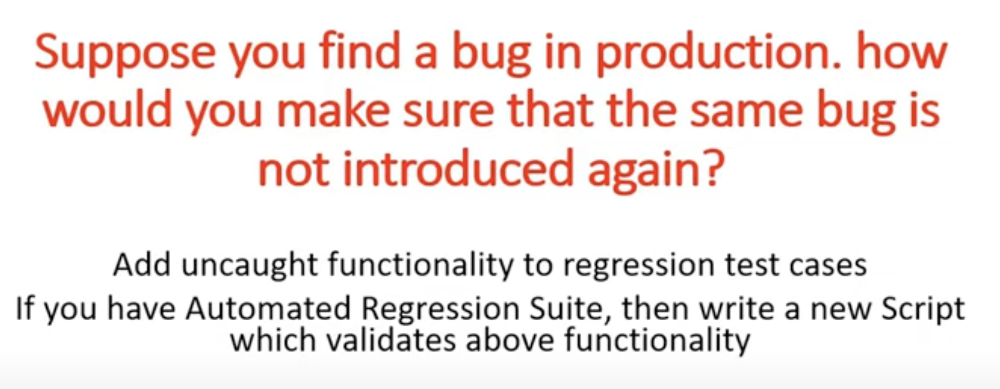 Suppose you find a bug in production. how
would you make sure that the same bug is
not introduced again?
Add uncaught functionality to regression test cases
If you have Automated Regression Suite, then write a new Script
which validates above functionality